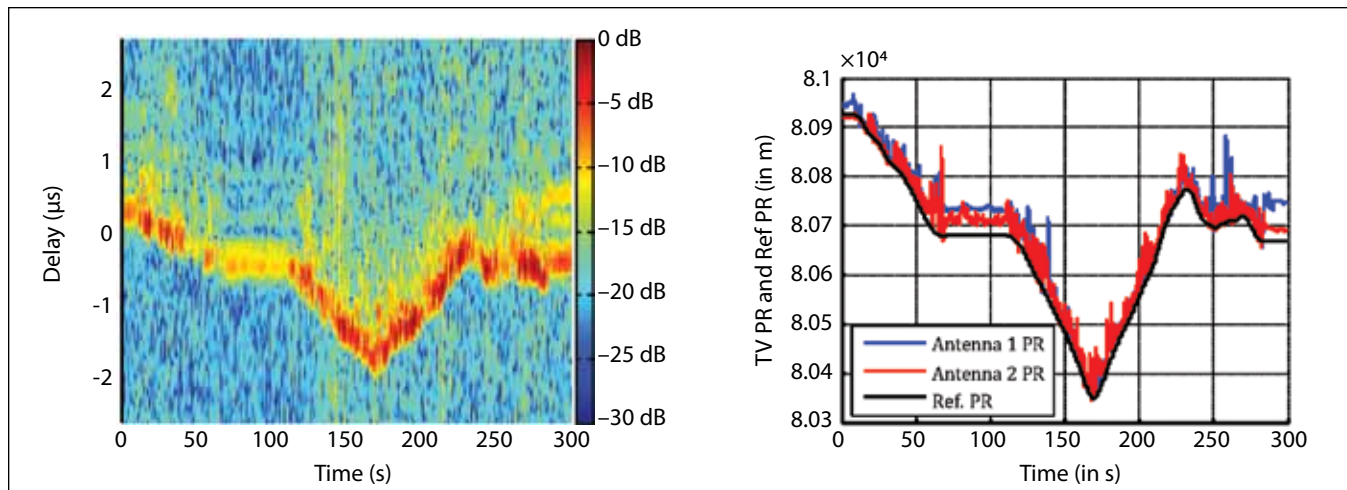 0 dB
–5 dB
–10 dB
–15 dB
–20 dB
–25 dB
–30 dB
2
1
0
-1
-2
Delay (µs)
0 50 100 150 200 250 300
Time (s)
×10⁴
8.1
8.09
8.08
8.07
8.06
8.05
8.04
8.03
TV PR and Ref PR (in m)
Antenna 1 PR
Antenna 2 PR
Ref. PR
0 50 100 150 200 250 300
Time (in s)